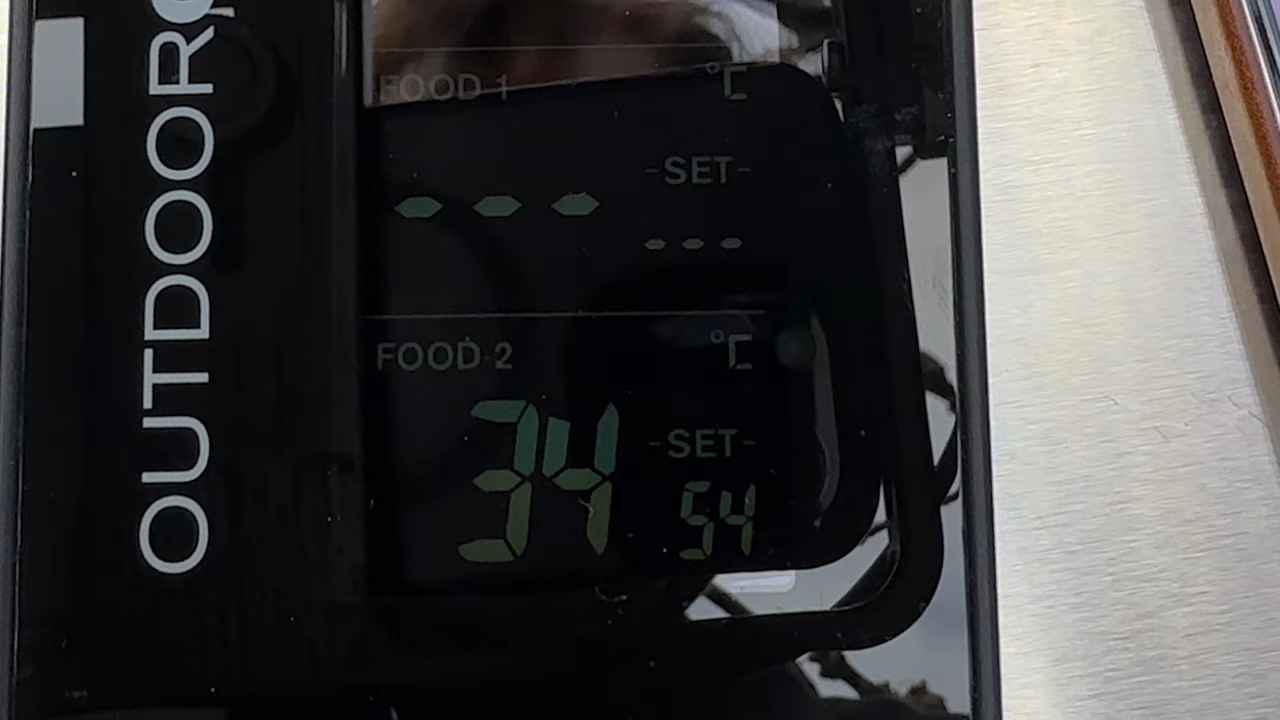 OUTDOOR
FOOD 1 °C
-SET-
- - -
- - -
FOOD 2 °C
-SET-
34
54